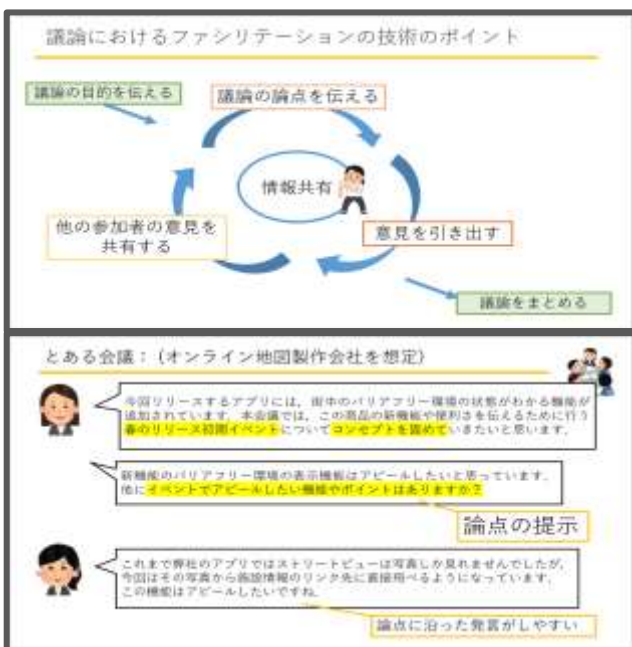 議論におけるファシリテーションの技術のポイント
議論の目的を伝える
議論の論点を伝える
情報共有
他の参加者の意見を
共有する
意見を引き出す
議論をまとめる
とある会議：（オンライン地図製作会社を想定）
今回リリースするアプリには、街中のバリアフリー環境の状態がわかる機能が
追加されています。本会議では、この商品の新機能や便利さを伝えるために行う
春のリリース初期イベントについてコンセプトを固めていきたいと思います。
新機能のバリアフリー環境の表示機能はアピールしたいと思っています。
他にイベントでアピールしたい機能やポイントはありますか？
論点の提示
これまで弊社のアプリではストリートビューは写真しか見れませんでしたが、
今回はその写真から施設情報のリンク先に直接飛べるようになっています。
この機能はアピールしたいですね。
論点に沿った発言がしやすい